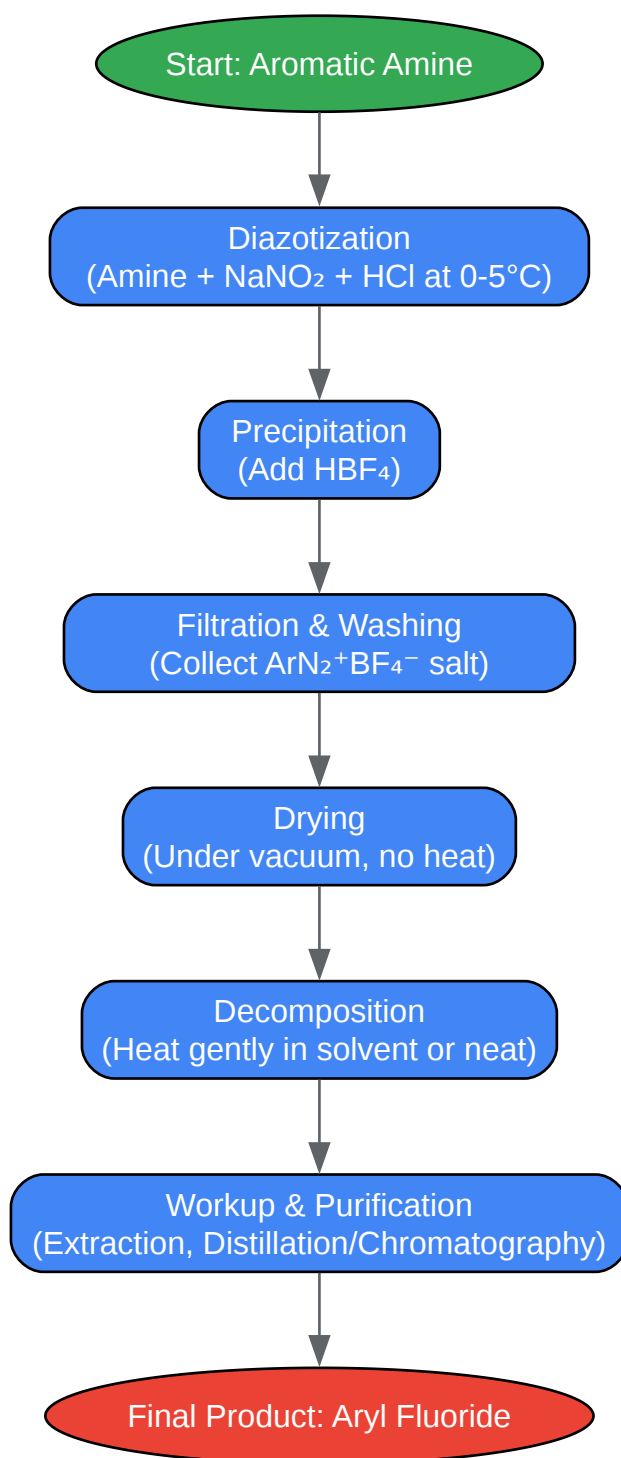 Start: Aromatic Amine
Diazotization
(Amine + NaNO₂ + HCl at 0-5°C)
Precipitation
(Add HBF₄)
Filtration & Washing
(Collect ArN₂⁺BF₄⁻ salt)
Drying
(Under vacuum, no heat)
Decomposition
(Heat gently in solvent or neat)
Workup & Purification
(Extraction, Distillation/Chromatography)
Final Product: Aryl Fluoride